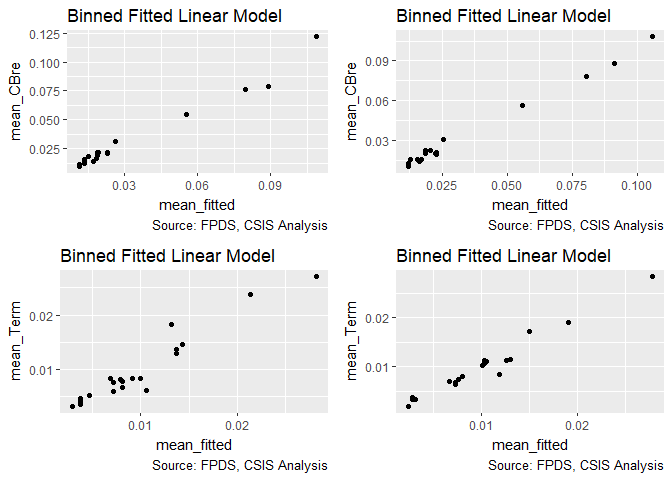 Binned Fitted Linear Model
mean_CBre
0.125
0.100
0.075
0.050
0.025
0.03
0.06
0.09
mean_fitted
Source: FPDS, CSIS Analysis
Binned Fitted Linear Model
mean_CBre
0.09
0.06
0.03
0.025
0.050
0.075
0.100
mean_fitted
Source: FPDS, CSIS Analysis
Binned Fitted Linear Model
mean_Term
0.02
0.01
0.01
0.02
mean_fitted
Source: FPDS, CSIS Analysis
Binned Fitted Linear Model
mean_Term
0.02
0.01
0.01
0.02
mean_fitted
Source: FPDS, CSIS Analysis